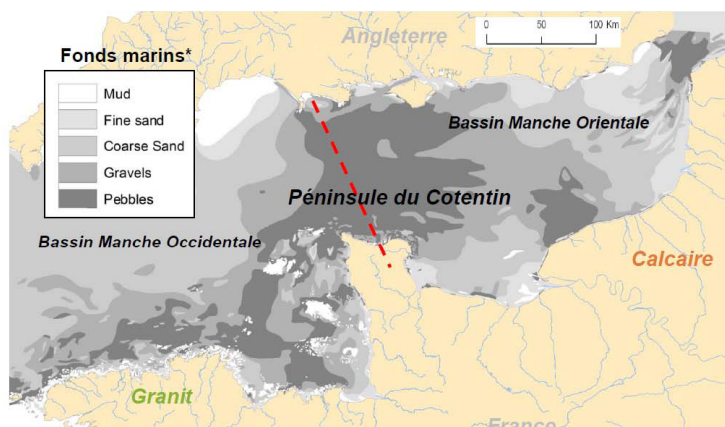 Angleterre
0 50 100 Km
Fonds marins*
Mud
Fine sand
Coarse Sand
Gravels
Pebbles
Bassin Manche Orientale
Péninsule du Cotentin
Bassin Manche Occidentale
Calcaire
Granit
France